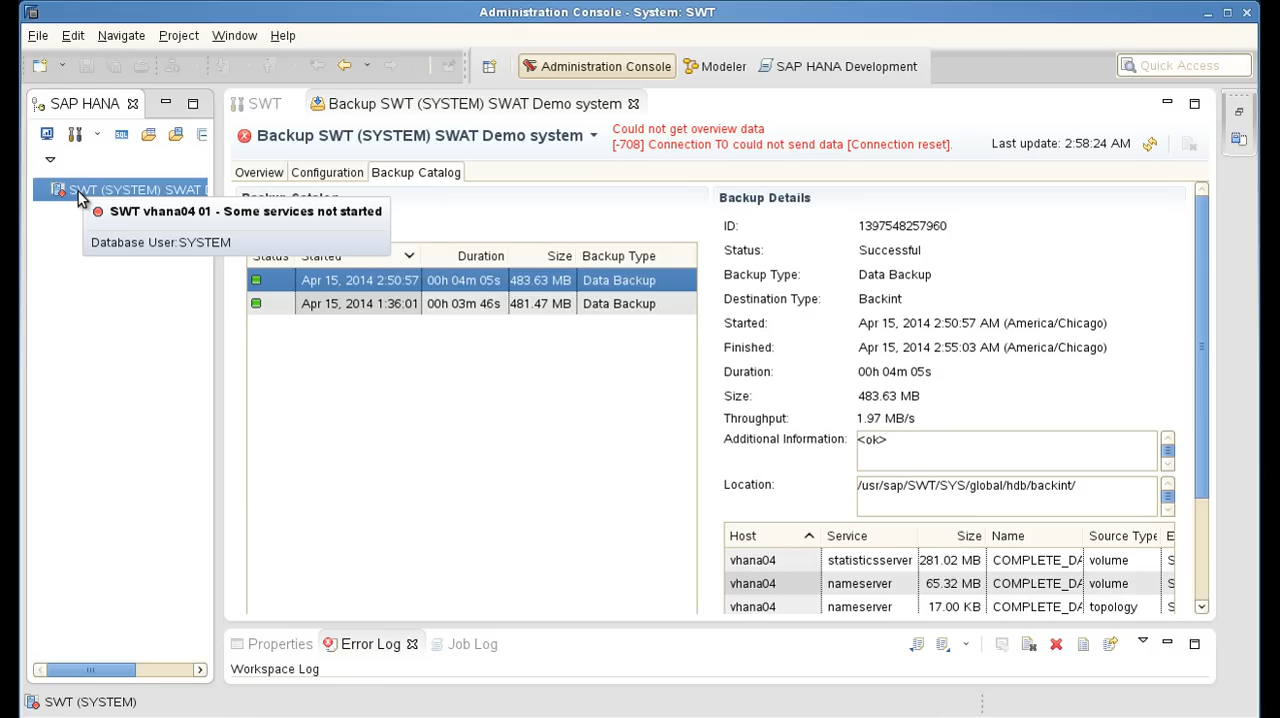 Administration Console - System: SWT
File Edit Navigate Project Window Help
Administration Console Modeler SAP HANA Development Quick Access
SAP HANA
SWT Backup SWT (SYSTEM) SWAT Demo system
Backup SWT (SYSTEM) SWAT Demo system
Could not get overview data
[-708] Connection T0 could not send data [Connection reset].
Last update: 2:58:24 AM
Overview Configuration Backup Catalog
SWT (SYSTEM) SWAT
SWT vhana04 01 - Some services not started
Database User:SYSTEM
Backup Catalog
Status Started Duration Size Backup Type
Apr 15, 2014 2:50:57 00h 04m 05s 483.63 MB Data Backup
Apr 15, 2014 1:36:01 00h 03m 46s 481.47 MB Data Backup
Backup Details
ID: 1397548257960
Status: Successful
Backup Type: Data Backup
Destination Type: Backint
Started: Apr 15, 2014 2:50:57 AM (America/Chicago)
Finished: Apr 15, 2014 2:55:03 AM (America/Chicago)
Duration: 00h 04m 05s
Size: 483.63 MB
Throughput: 1.97 MB/s
Additional Information: <ok>
Location: /usr/sap/SWT/SYS/global/hdb/backint/
Host Service Size Name Source Type E
vhana04 statisticsserver 281.02 MB COMPLETE_DA volume S
vhana04 nameserver 65.32 MB COMPLETE_DA volume S
vhana04 nameserver 17.00 KB COMPLETE_DA topology S
Properties Error Log Job Log
Workspace Log
SWT (SYSTEM)